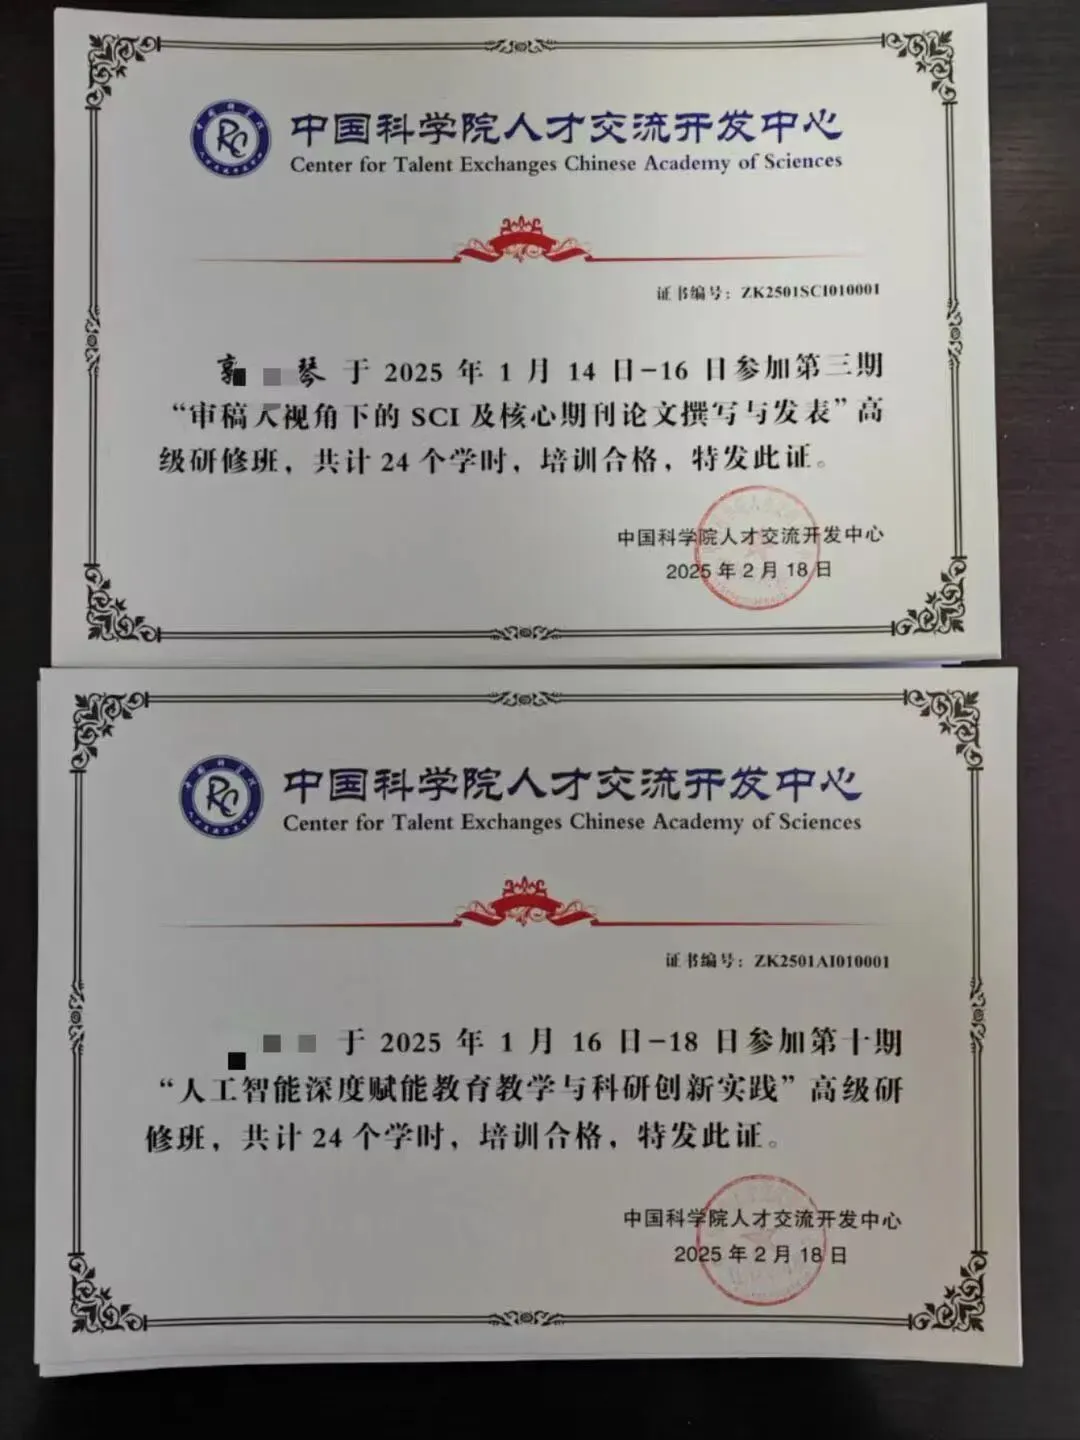 中国科学院人才交流开发中心
Center for Talent Exchanges Chinese Academy of Sciences
证书编号：ZK2501SCI010001
郭 琴 于 2025 年 1 月 14 日-16 日参加第三期
“审稿人视角下的 SCI 及核心期刊论文撰写与发表”高
级研修班，共计 24 个学时，培训合格，特发此证。
中国科学院人才交流开发中心
2025 年 2 月 18 日
中国科学院人才交流开发中心
Center for Talent Exchanges Chinese Academy of Sciences
证书编号：ZK2501AI010001
于 2025 年 1 月 16 日-18 日参加第十期
“人工智能深度赋能教育教学与科研创新实践”高级研
修班，共计 24 个学时，培训合格，特发此证。
中国科学院人才交流开发中心
2025 年 2 月 18 日